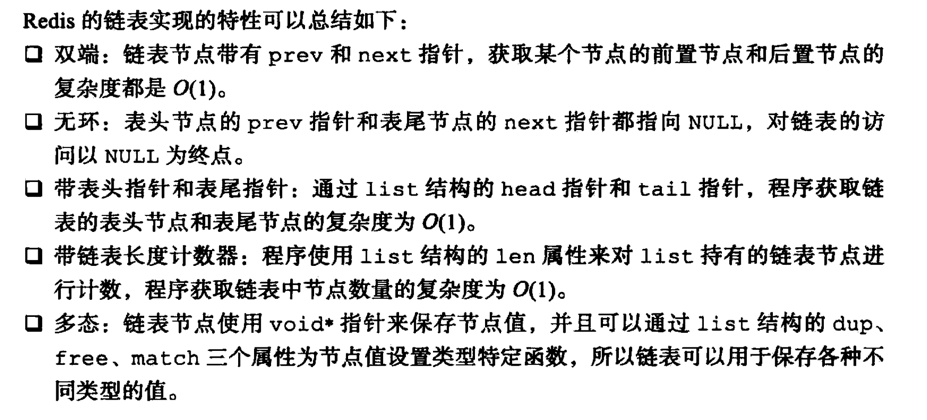 Redis 的链表实现的特性可以总结如下：
❑ 双端：链表节点带有 prev 和 next 指针，获取某个节点的前置节点和后置节点的
复杂度都是 O(1)。
❑ 无环：表头节点的 prev 指针和表尾节点的 next 指针都指向 NULL，对链表的访
问以 NULL 为终点。
❑ 带表头指针和表尾指针：通过 list 结构的 head 指针和 tail 指针，程序获取链
表的表头节点和表尾节点的复杂度为 O(1)。
❑ 带链表长度计数器：程序使用 list 结构的 len 属性来对 list 持有的链表节点进
行计数，程序获取链表中节点数量的复杂度为 O(1)。
❑ 多态：链表节点使用 void* 指针来保存节点值，并且可以通过 list 结构的 dup、
free、match 三个属性为节点值设置类型特定函数，所以链表可以用于保存各种不
同类型的值。